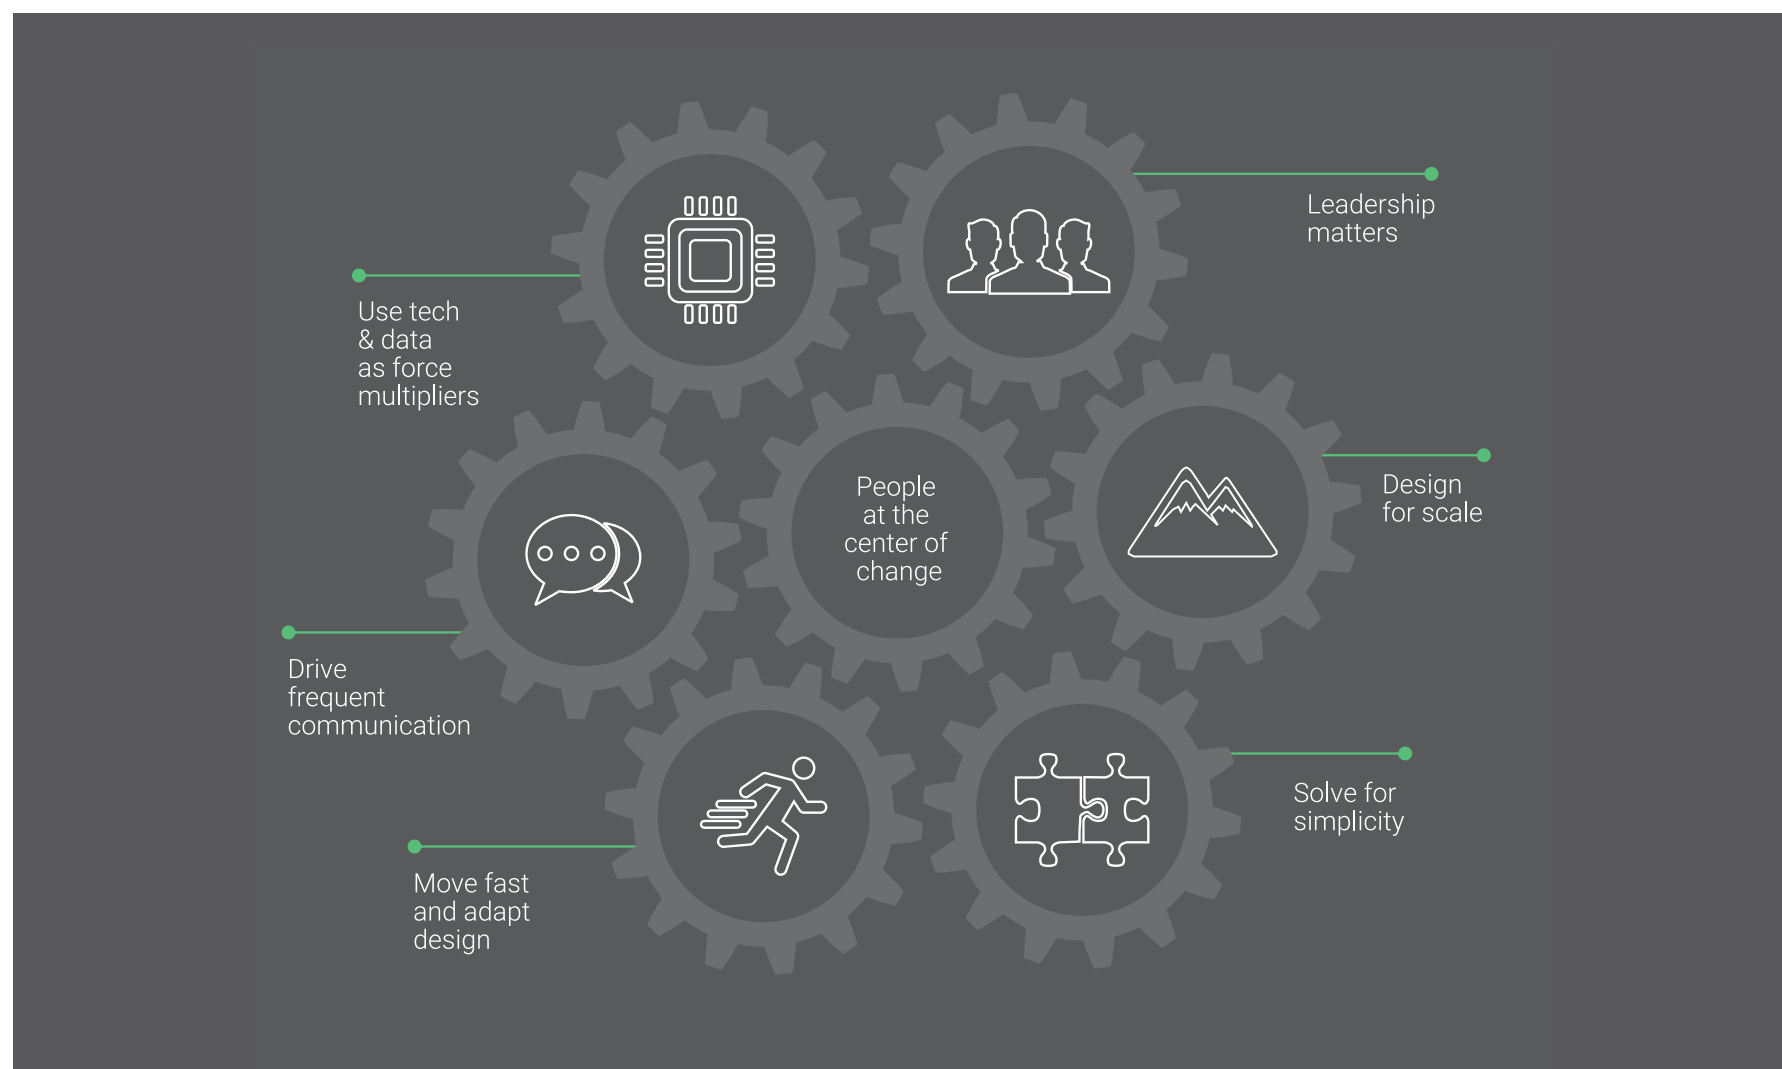 Leadership
matters
Use tech
& data
as force
multipliers
People
at the
center of
change
Design
for scale
Drive
frequent
communication
Solve for
simplicity
Move fast
and adapt
design